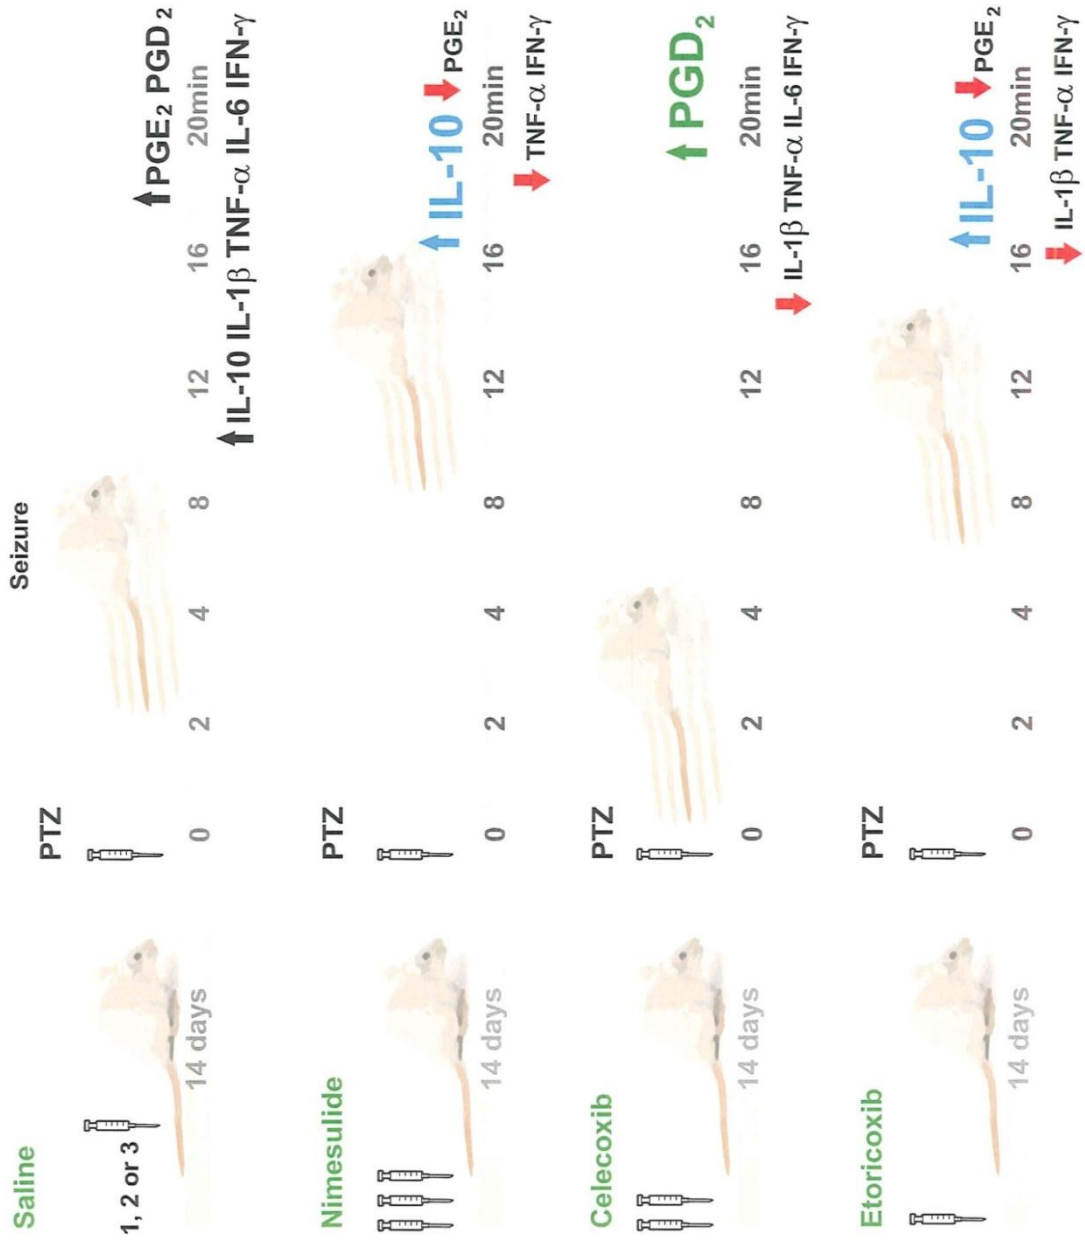 Seizure
Saline
PTZ
1, 2 or 3
14 days
0 2 4 8 12 16 20min
PGE2 PGD2
IL-10 IL-1β TNF-α IL-6 IFN-γ
Nimesulide
PTZ
14 days
0 2 4 8 12 16 20min
IL-10 PGE2
TNF-α IFN-γ
Celecoxib
PTZ
14 days
0 2 4 8 12 16 20min
PGD2
IL-1β TNF-α IL-6 IFN-γ
Etoricoxib
PTZ
14 days
0 2 4 8 12 16 20min
IL-10 PGE2
IL-1β TNF-α IFN-γ